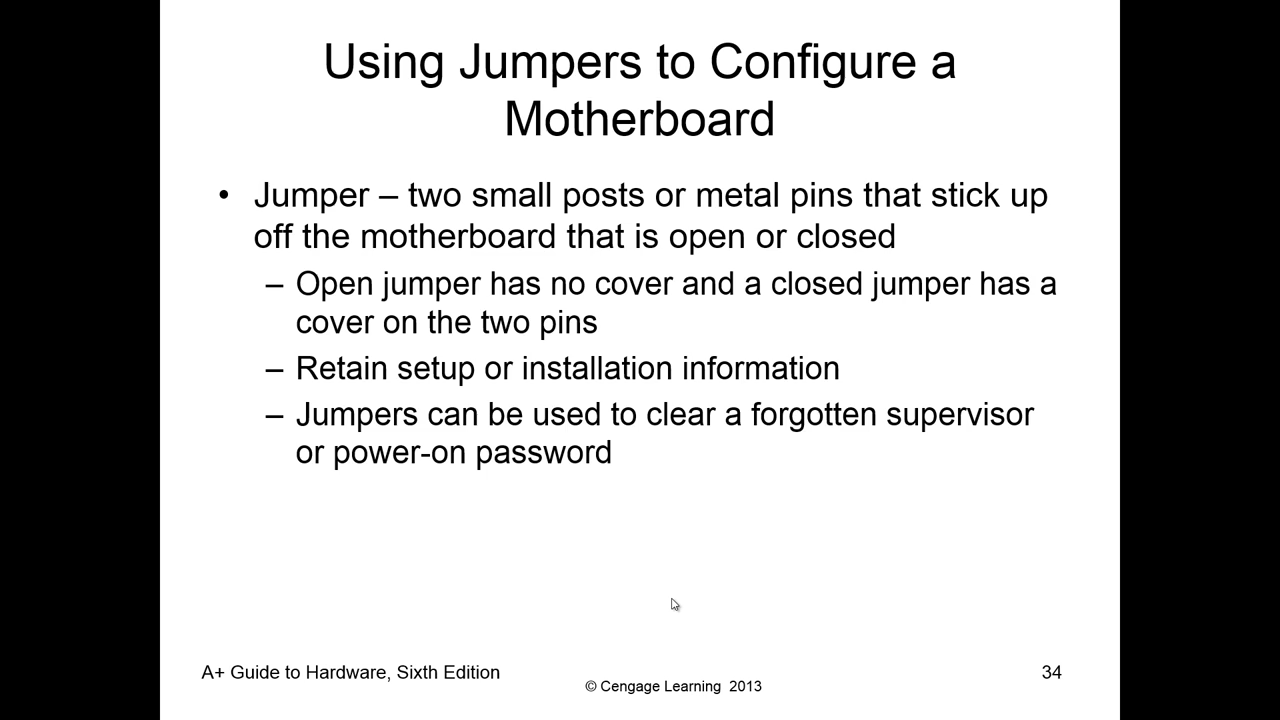 Using Jumpers to Configure a
Motherboard
• Jumper – two small posts or metal pins that stick up
off the motherboard that is open or closed
– Open jumper has no cover and a closed jumper has a
cover on the two pins
– Retain setup or installation information
– Jumpers can be used to clear a forgotten supervisor
or power-on password
A+ Guide to Hardware, Sixth Edition
© Cengage Learning 2013
34